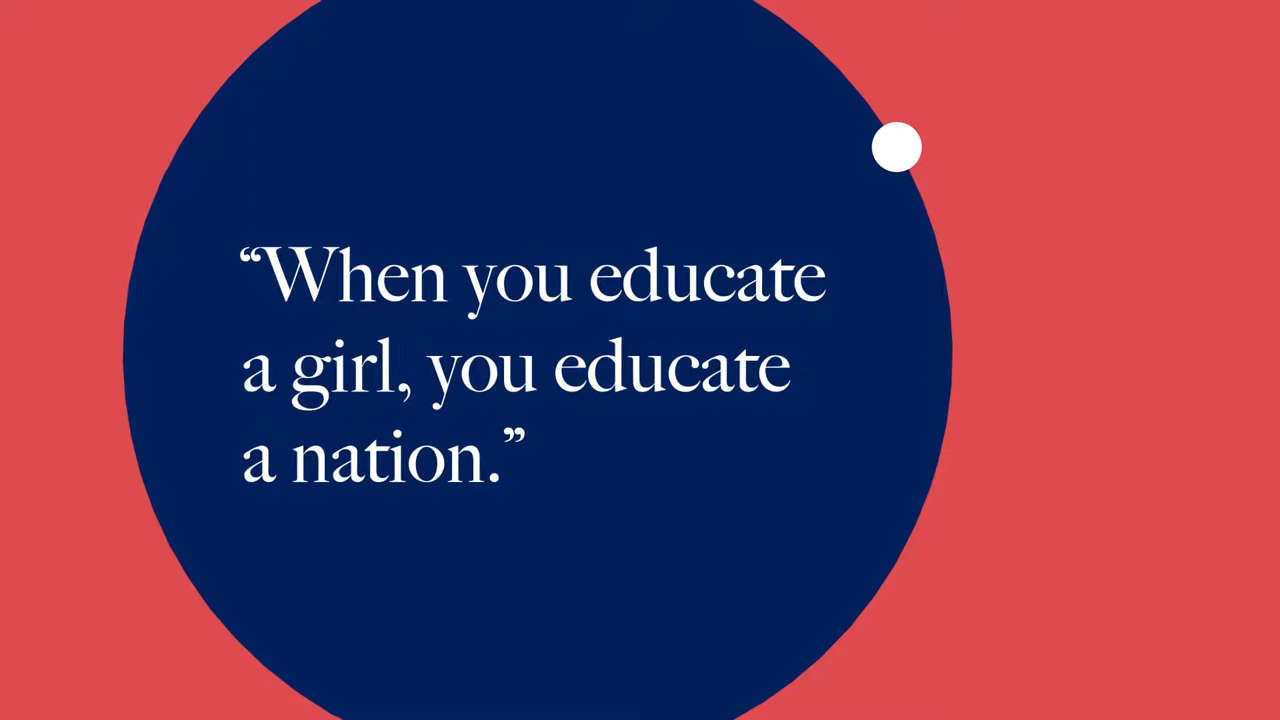 “When you educate
a girl, you educate
a nation.”